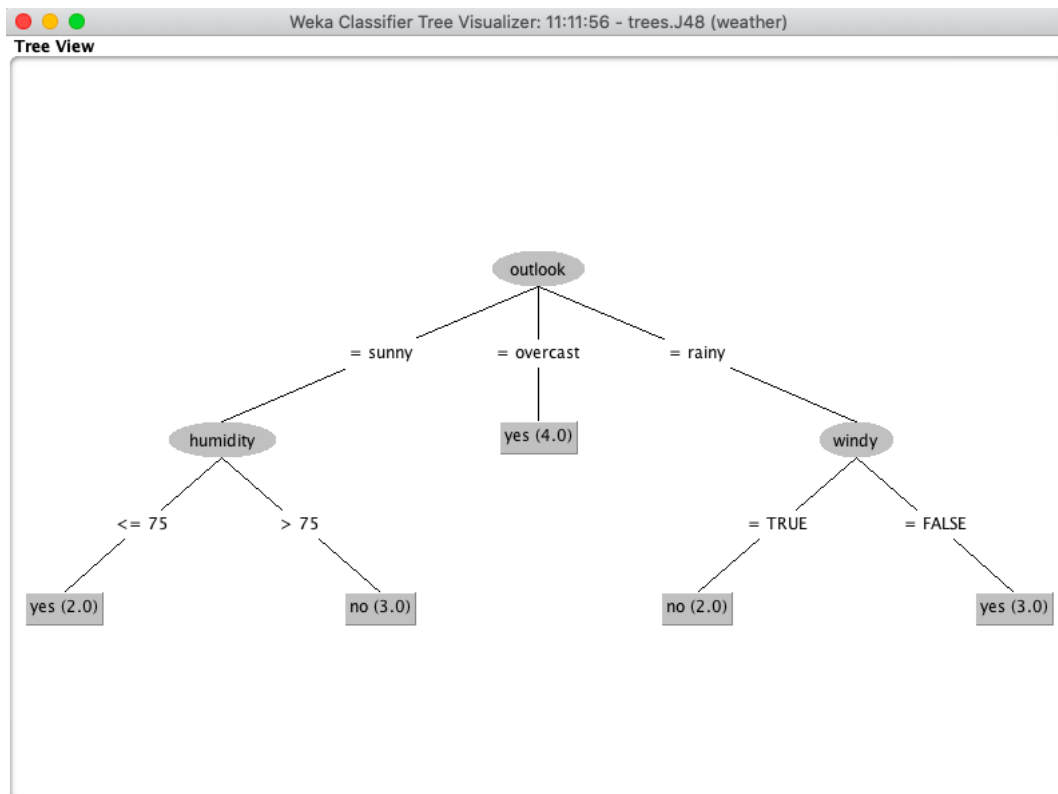 Weka Classifier Tree Visualizer: 11:11:56 - trees.J48 (weather)
Tree View
outlook
= sunny
= overcast
= rainy
humidity
yes (4.0)
windy
<= 75
> 75
= TRUE
= FALSE
yes (2.0)
no (3.0)
no (2.0)
yes (3.0)